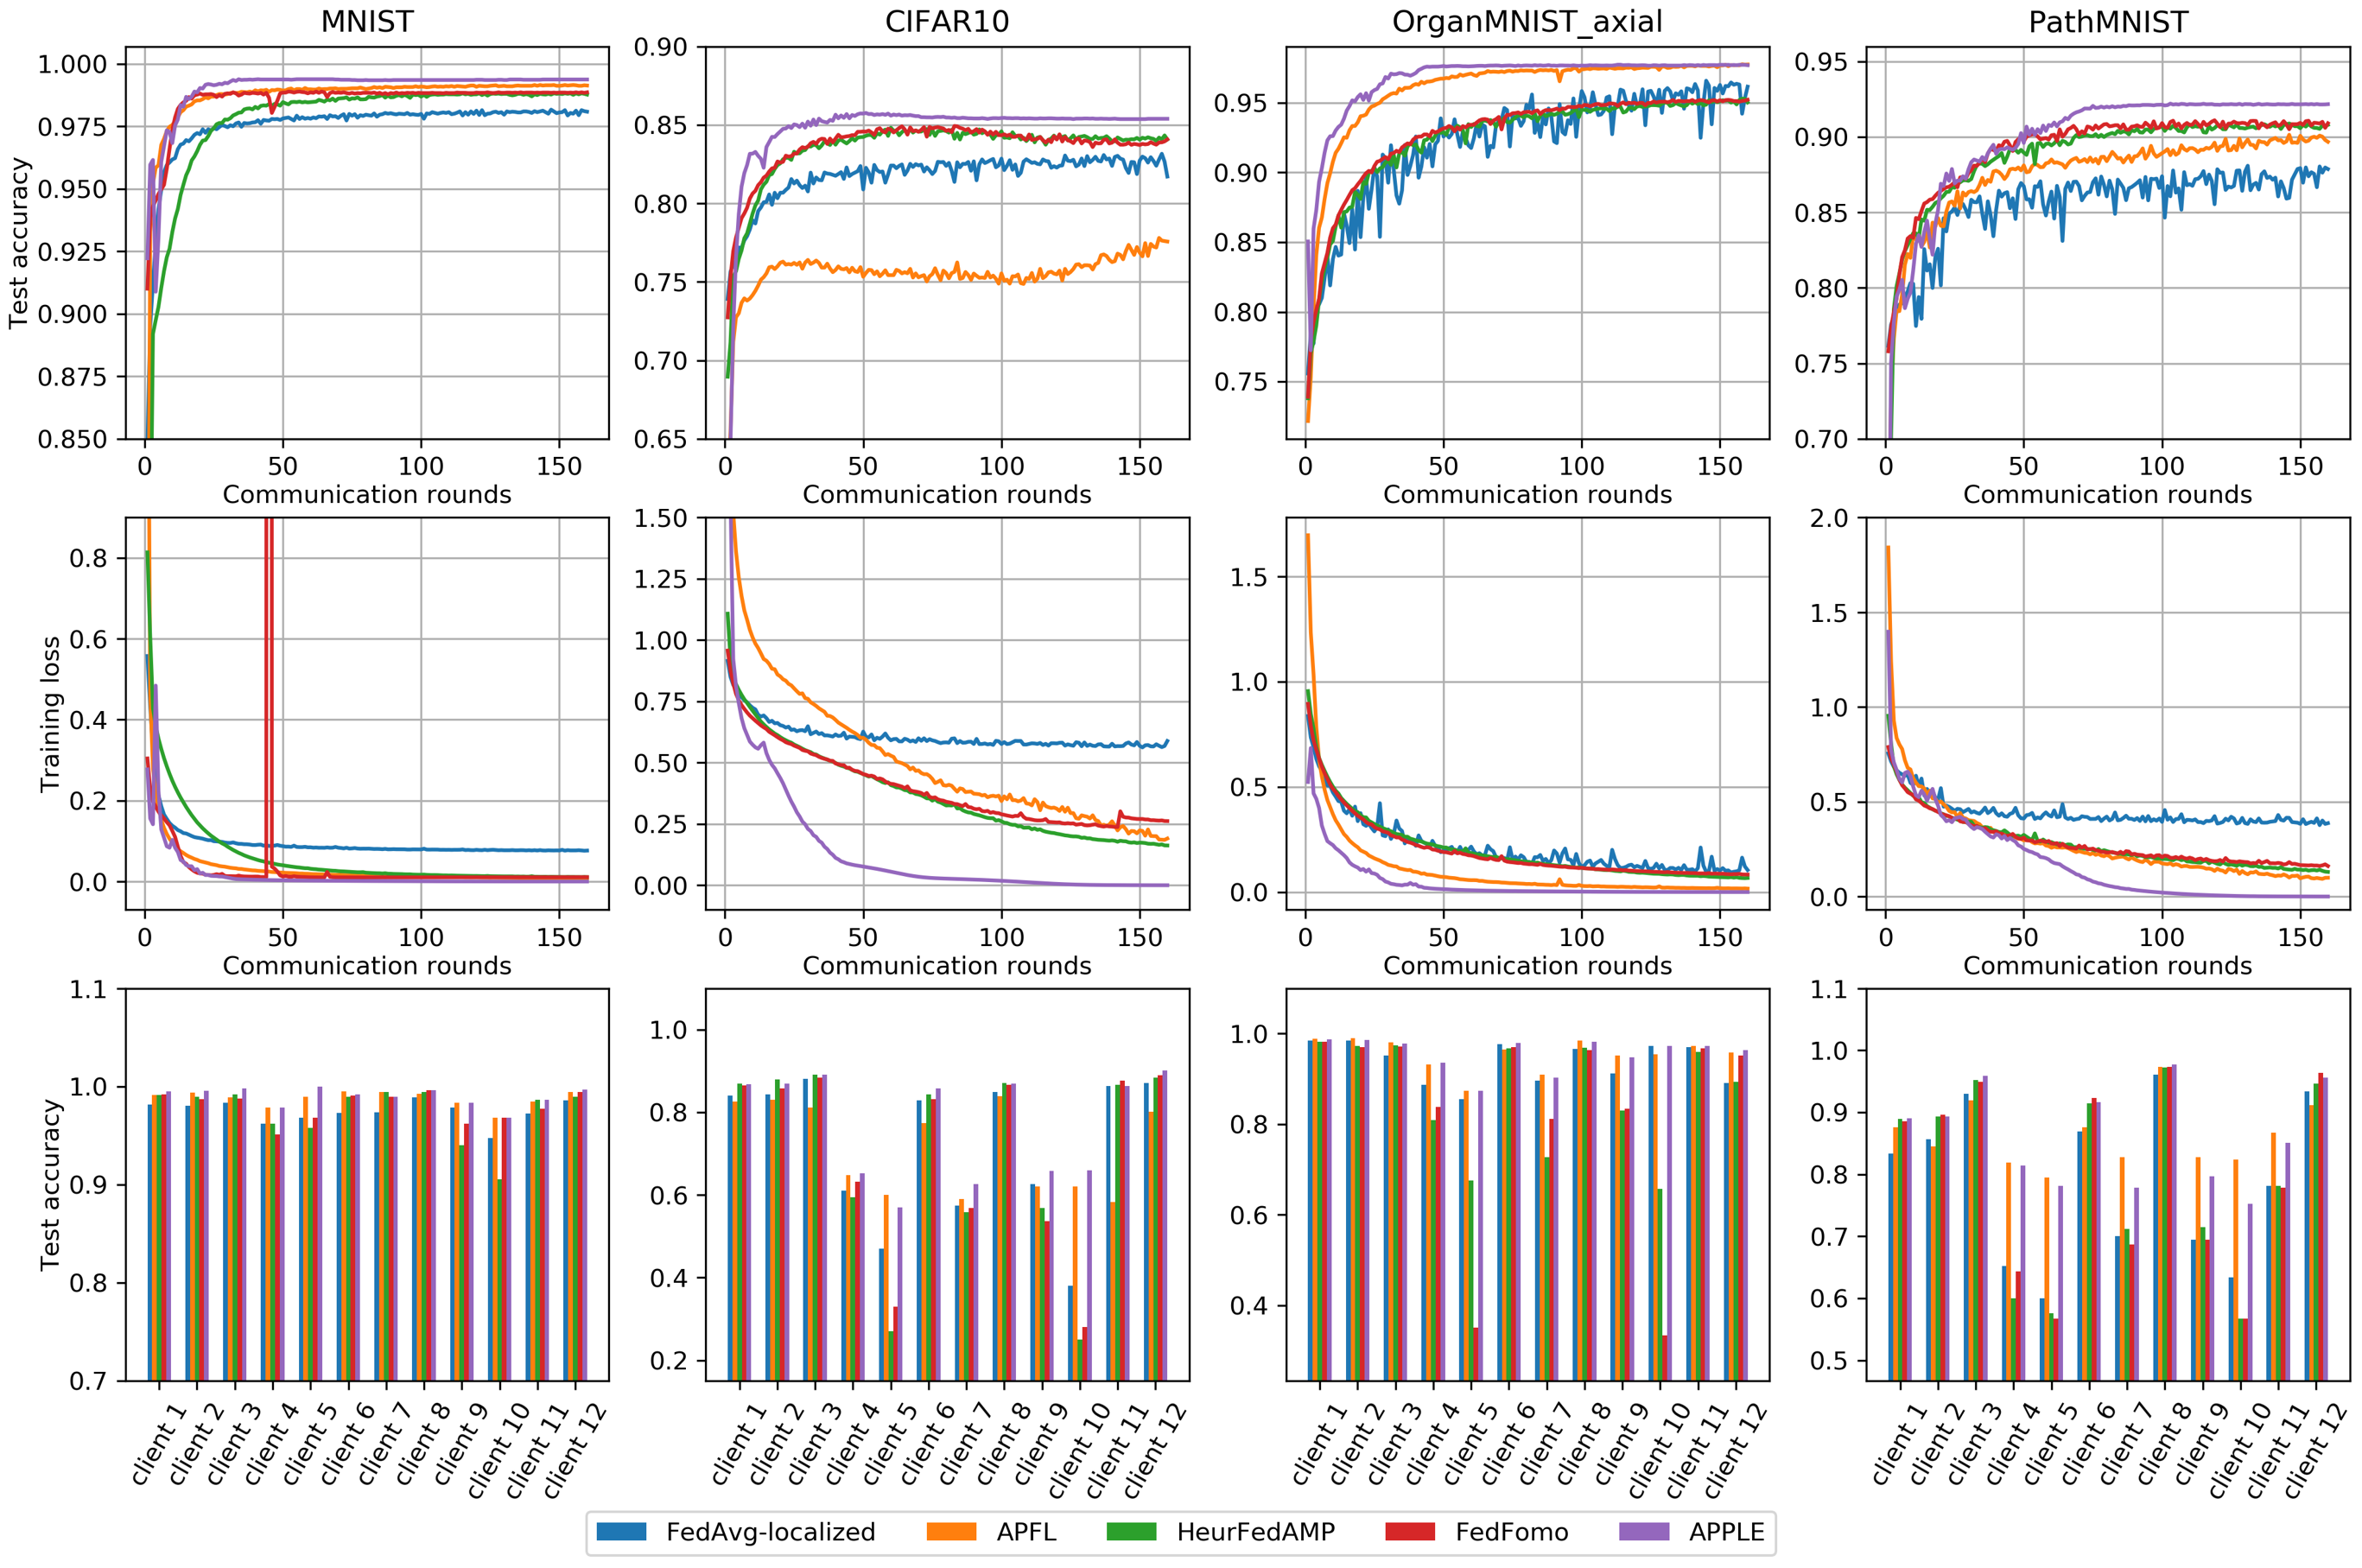 MNIST
CIFAR10
OrganMNIST_axial
PathMNIST
Test accuracy
1.000
0.975
0.950
0.925
0.900
0.875
0.850
0 50 100 150
Communication rounds
0.90
0.85
0.80
0.75
0.70
0.65
0 50 100 150
Communication rounds
0.95
0.90
0.85
0.80
0.75
0 50 100 150
Communication rounds
0.95
0.90
0.85
0.80
0.75
0.70
0 50 100 150
Communication rounds
Training loss
0.8
0.6
0.4
0.2
0.0
0 50 100 150
Communication rounds
1.50
1.25
1.00
0.75
0.50
0.25
0.00
0 50 100 150
Communication rounds
1.5
1.0
0.5
0.0
0 50 100 150
Communication rounds
2.0
1.5
1.0
0.5
0.0
0 50 100 150
Communication rounds
Test accuracy
1.1
1.0
0.9
0.8
0.7
client 1
client 2
client 3
client 4
client 5
client 6
client 7
client 8
client 9
client 10
client 11
client 12
1.0
0.8
0.6
0.4
0.2
client 1
client 2
client 3
client 4
client 5
client 6
client 7
client 8
client 9
client 10
client 11
client 12
1.0
0.8
0.6
0.4
client 1
client 2
client 3
client 4
client 5
client 6
client 7
client 8
client 9
client 10
client 11
client 12
1.1
1.0
0.9
0.8
0.7
0.6
0.5
client 1
client 2
client 3
client 4
client 5
client 6
client 7
client 8
client 9
client 10
client 11
client 12
FedAvg-localized APFL HeurFedAMP FedFomo APPLE